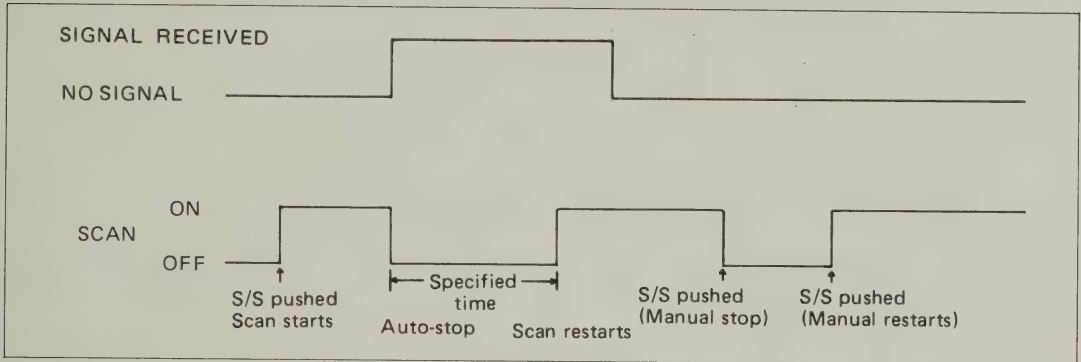 SIGNAL RECEIVED
NO SIGNAL
ON
SCAN
OFF
Specified
time
S/S pushed
Scan starts
Auto-stop
Scan restarts
S/S pushed
(Manual stop)
S/S pushed
(Manual restarts)